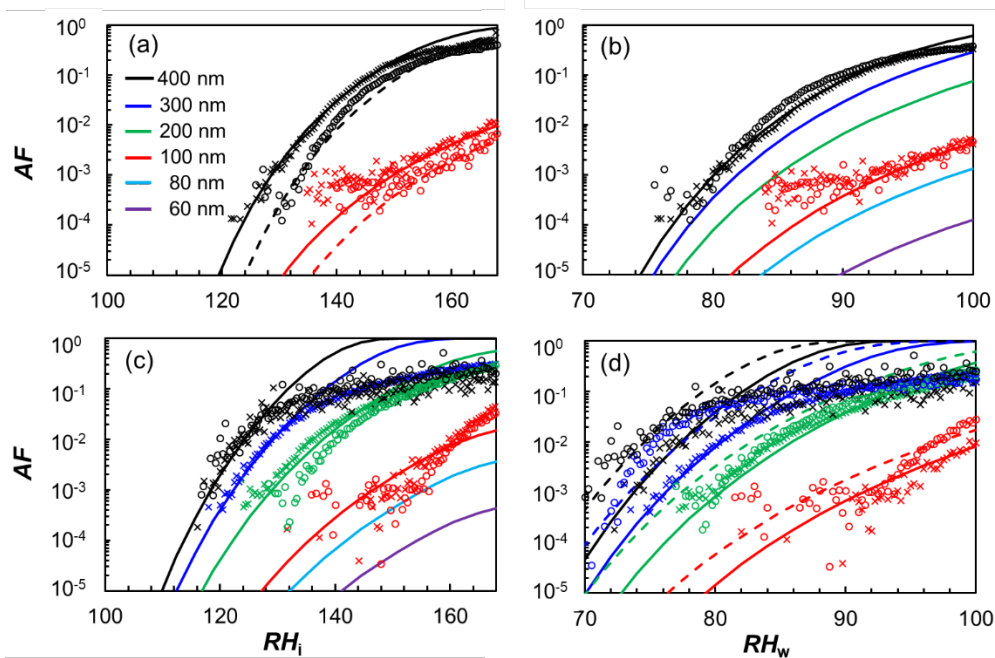 (a)
(b)
AF
10⁰
10⁻¹
10⁻²
10⁻³
10⁻⁴
10⁻⁵
400 nm
300 nm
200 nm
100 nm
80 nm
60 nm
100 120 140 160
10⁰
10⁻¹
10⁻²
10⁻³
10⁻⁴
10⁻⁵
70 80 90 100
(c)
(d)
AF
10⁰
10⁻¹
10⁻²
10⁻³
10⁻⁴
10⁻⁵
100 120 140 160
RHᵢ
10⁰
10⁻¹
10⁻²
10⁻³
10⁻⁴
10⁻⁵
70 80 90 100
RH_w